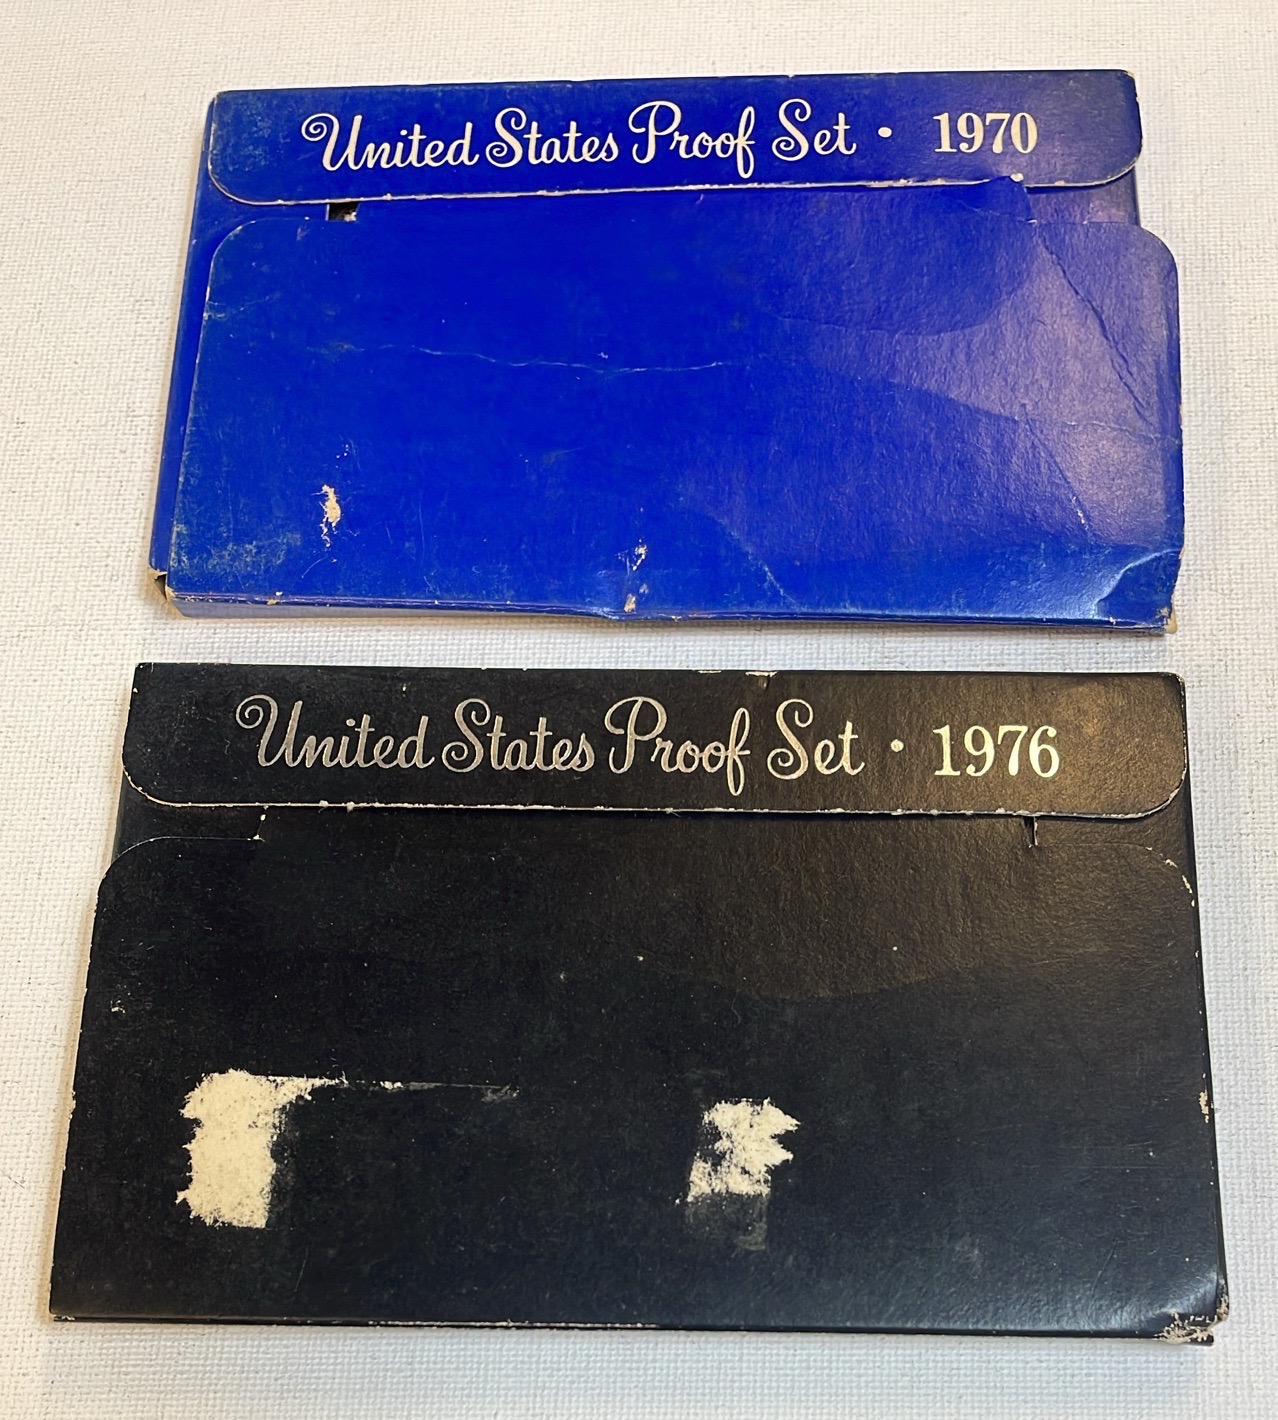 United States Proof Set • 1970
United States Proof Set • 1976